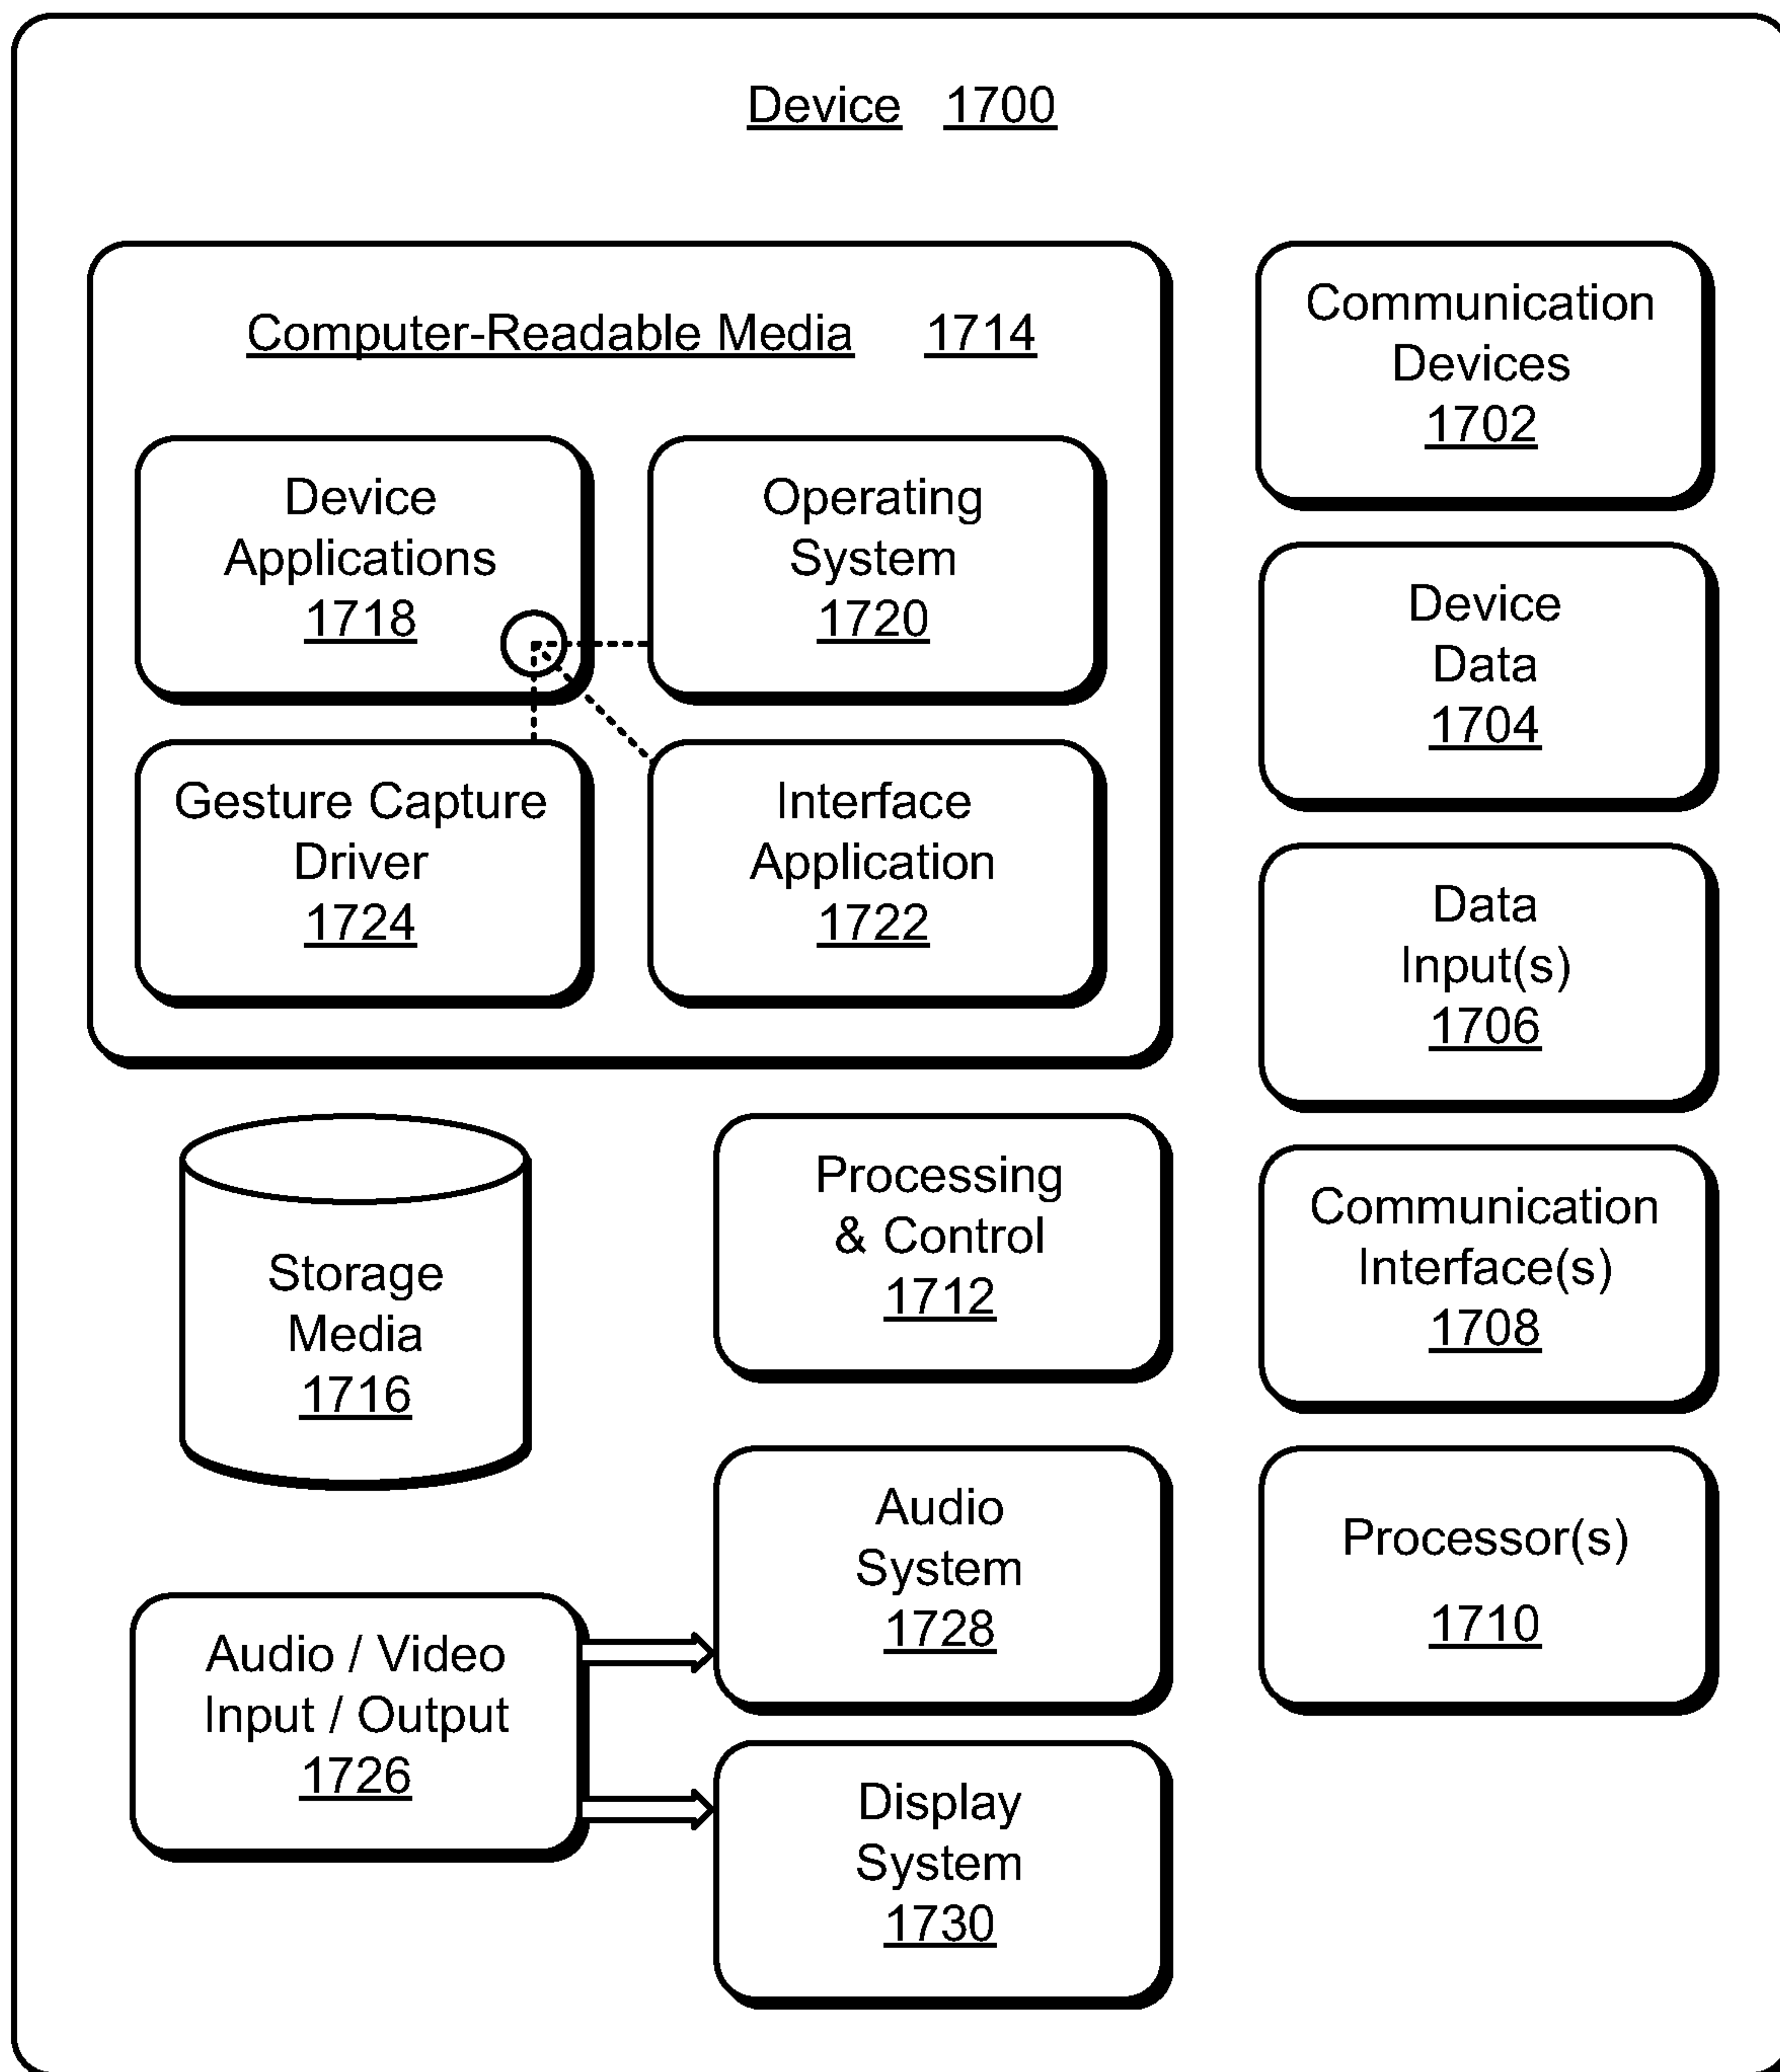 Device 1700
Computer-Readable Media 1714
Device
Applications
1718
Operating
System
1720
Gesture Capture
Driver
1724
Interface
Application
1722
Communication
Devices
1702
Device
Data
1704
Data
Input(s)
1706
Communication
Interface(s)
1708
Processor(s)
1710
Storage
Media
1716
Processing
& Control
1712
Audio / Video
Input / Output
1726
Audio
System
1728
Display
System
1730